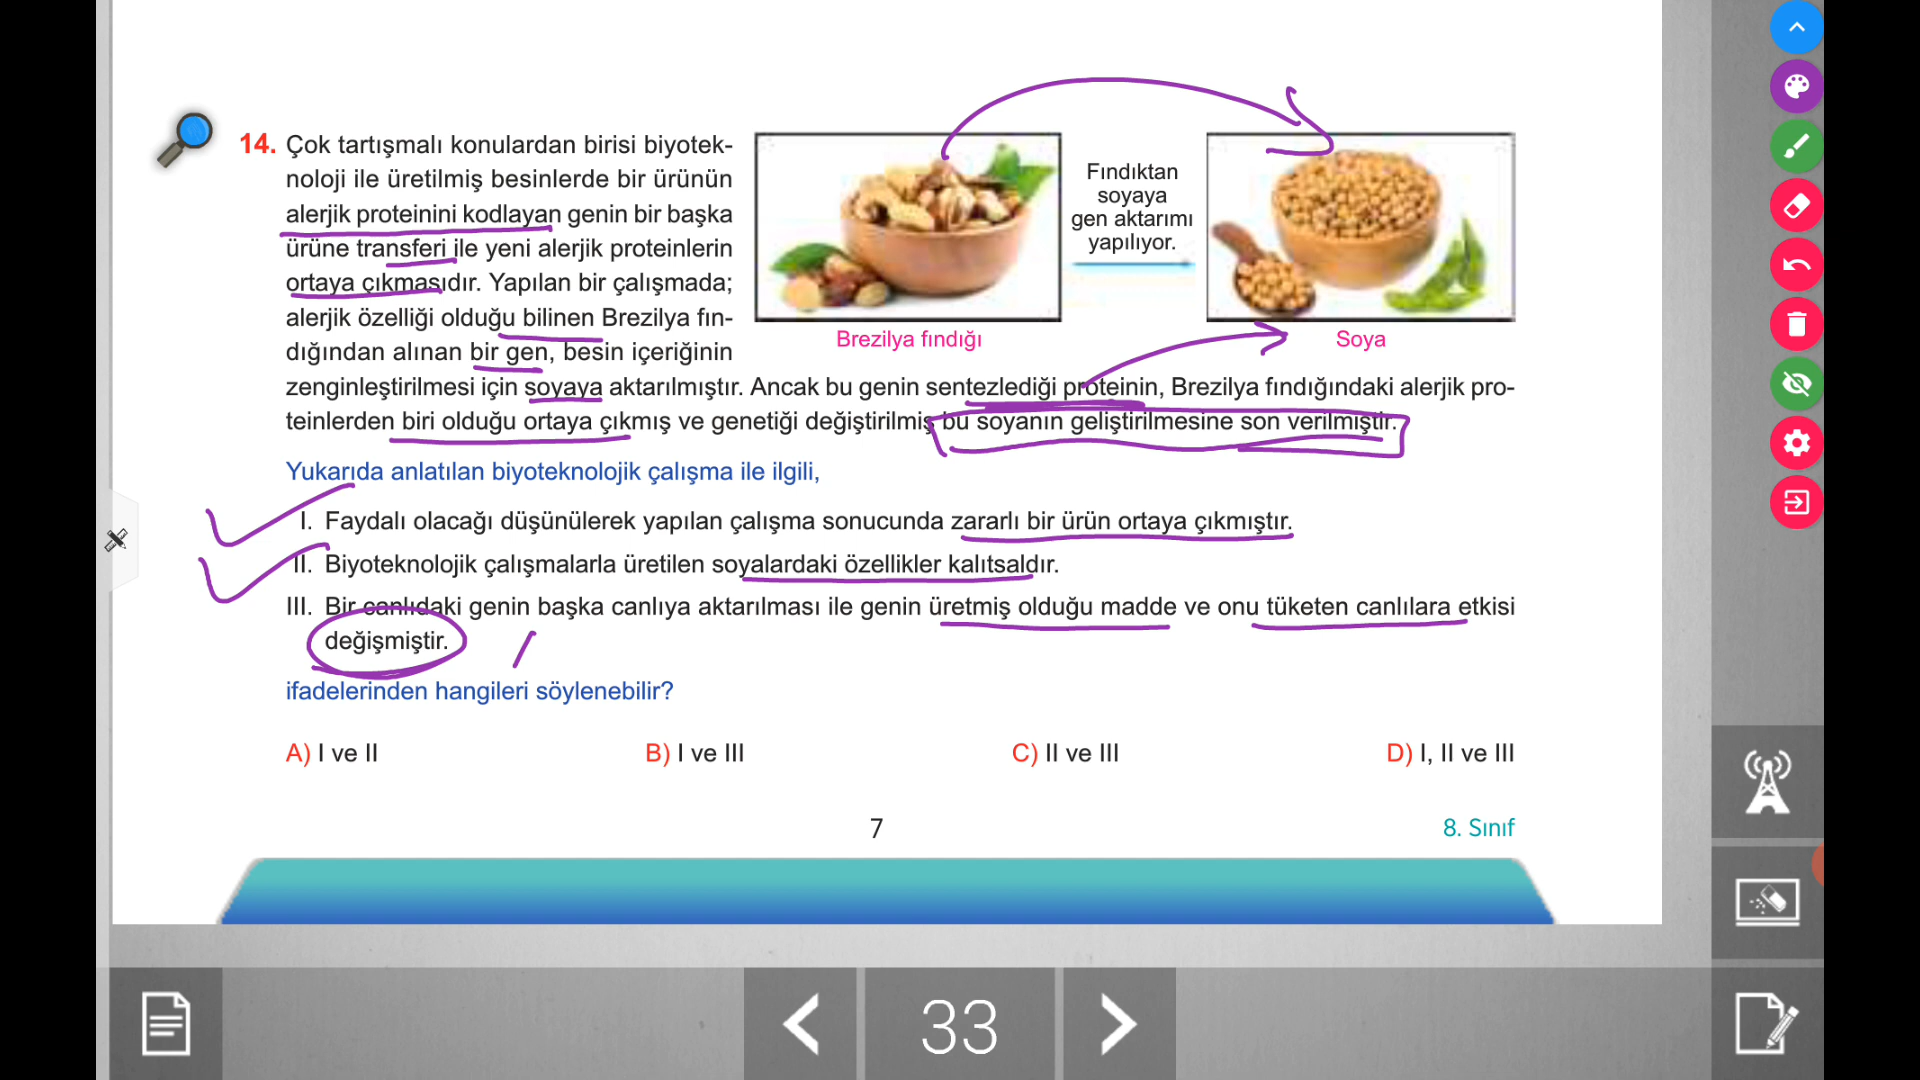 14. Çok tartışmalı konulardan birisi biyotek-
noloji ile üretilmiş besinlerde bir ürünün
alerjik proteinini kodlayan genin bir başka
ürüne transferi ile yeni alerjik proteinlerin
ortaya çıkmasıdır. Yapılan bir çalışmada;
alerjik özelliği olduğu bilinen Brezilya fın-
dığından alınan bir gen, besin içeriğinin
zenginleştirilmesi için soyaya aktarılmıştır. Ancak bu genin sentezlediği proteinin, Brezilya fındığındaki alerjik pro-
teinlerden biri olduğu ortaya çıkmış ve genetiği değiştirilmiş bu soyanın geliştirilmesine son verilmiştir.
Fındıktan
soyaya
gen aktarımı
yapılıyor.
Brezilya fındığı
Soya
Yukarıda anlatılan biyoteknolojik çalışma ile ilgili,
I. Faydalı olacağı düşünülerek yapılan çalışma sonucunda zararlı bir ürün ortaya çıkmıştır.
II. Biyoteknolojik çalışmalarla üretilen soyalardaki özellikler kalıtsaldır.
III. Bir canlıdaki genin başka canlıya aktarılması ile genin üretmiş olduğu madde ve onu tüketen canlılara etkisi
değişmiştir.
ifadelerinden hangileri söylenebilir?
A) I ve II
B) I ve III
C) II ve III
D) I, II ve III
7
8. Sınıf
33